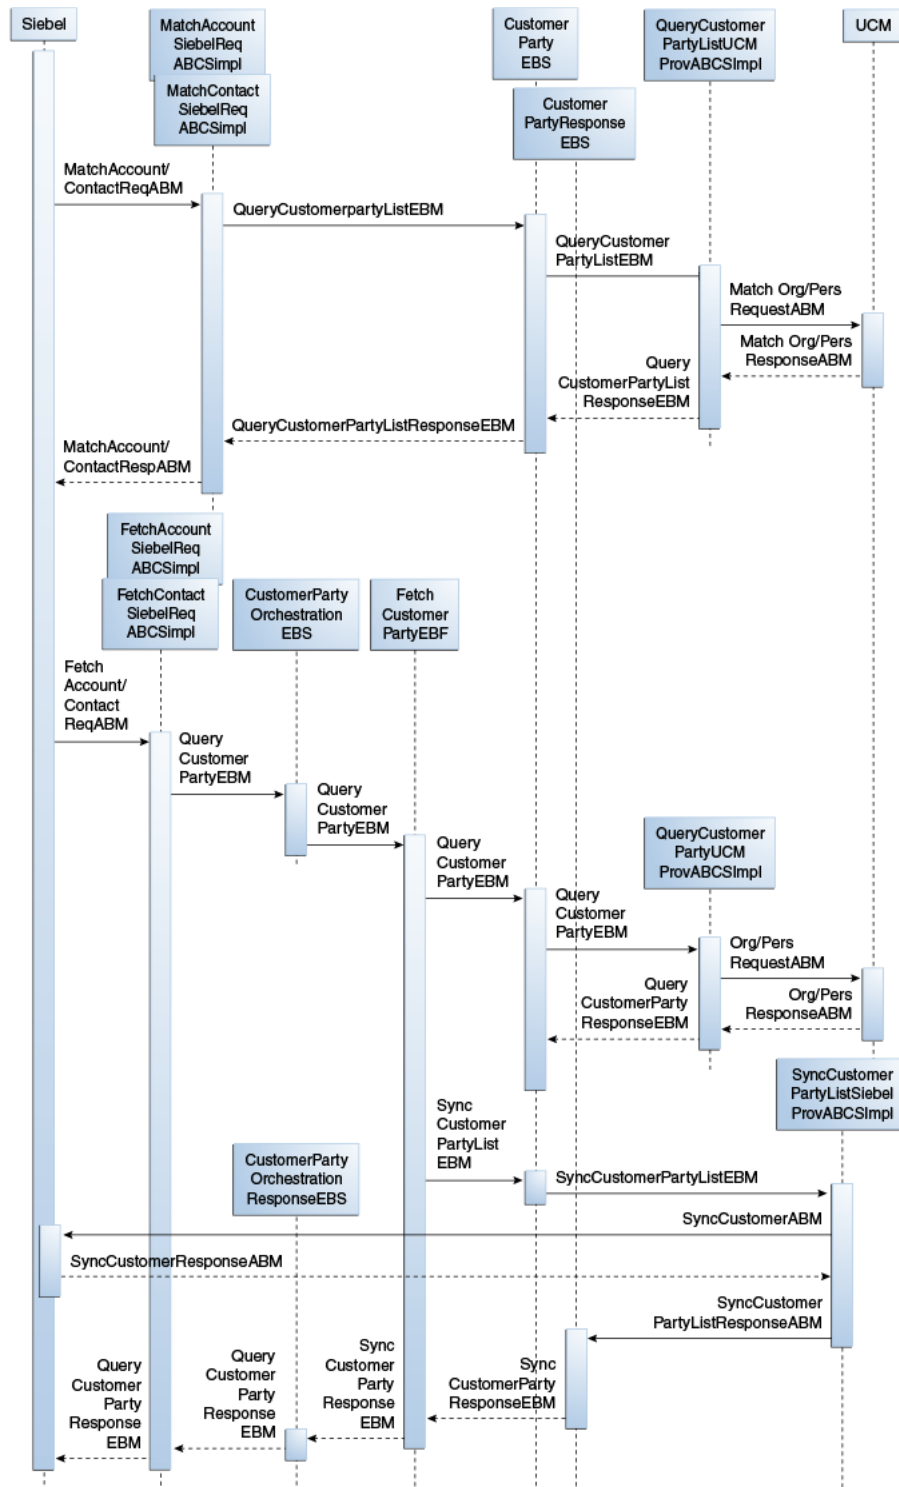 Siebel
MatchAccount
SiebelReq
ABCSimpl
MatchContact
SiebelReq
ABCSimpl
Customer
Party
EBS
Customer
PartyResponse
EBS
QueryCustomer
PartyListUCM
ProvABCSImpl
UCM
MatchAccount/
ContactReqABM
QueryCustomerpartyListEBM
QueryCustomer
PartyListEBM
Match Org/Pers
RequestABM
Match Org/Pers
ResponseABM
Query
CustomerPartyList
ResponseEBM
QueryCustomerPartyListResponseEBM
MatchAccount/
ContactRespABM
FetchAccount
SiebelReq
ABCSimpl
FetchContact
SiebelReq
ABCSimpl
CustomerParty
Orchestration
EBS
Fetch
Customer
PartyEBF
Fetch
Account/
Contact
ReqABM
Query
Customer
PartyEBM
Query
Customer
PartyEBM
Query
Customer
PartyEBM
QueryCustomer
PartyUCM
ProvABCSImpl
Query
Customer
PartyEBM
Org/Pers
RequestABM
Org/Pers
ResponseABM
Query
CustomerParty
ResponseEBM
SyncCustomer
PartyListSiebel
ProvABCSImpl
Sync
Customer
PartyList
EBM
CustomerParty
Orchestration
ResponseEBS
SyncCustomerPartyListEBM
SyncCustomerABM
SyncCustomerResponseABM
SyncCustomer
PartyListResponseABM
Sync
CustomerParty
ResponseEBM
Sync
Customer
Party
Response
EBM
Query
Customer
Party
Response
EBM
Query
Customer
Party
Response
EBM